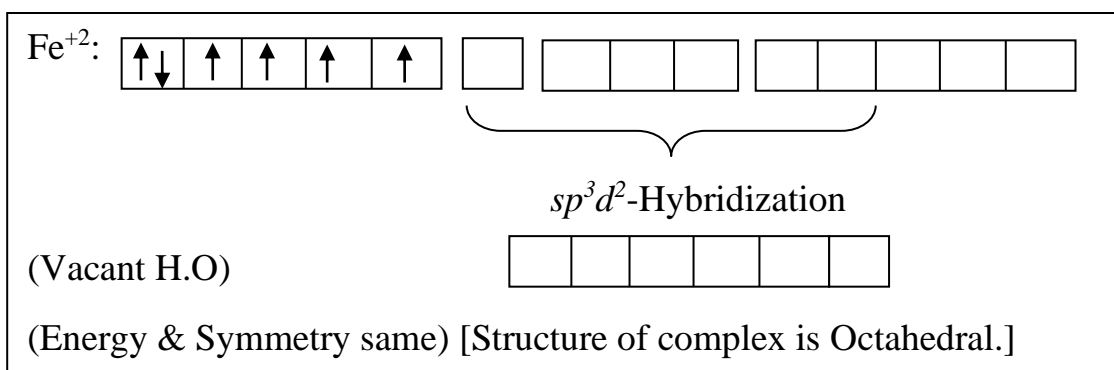 Fe⁺²:
sp³d²-Hybridization
(Vacant H.O)
(Energy & Symmetry same) [Structure of complex is Octahedral.]